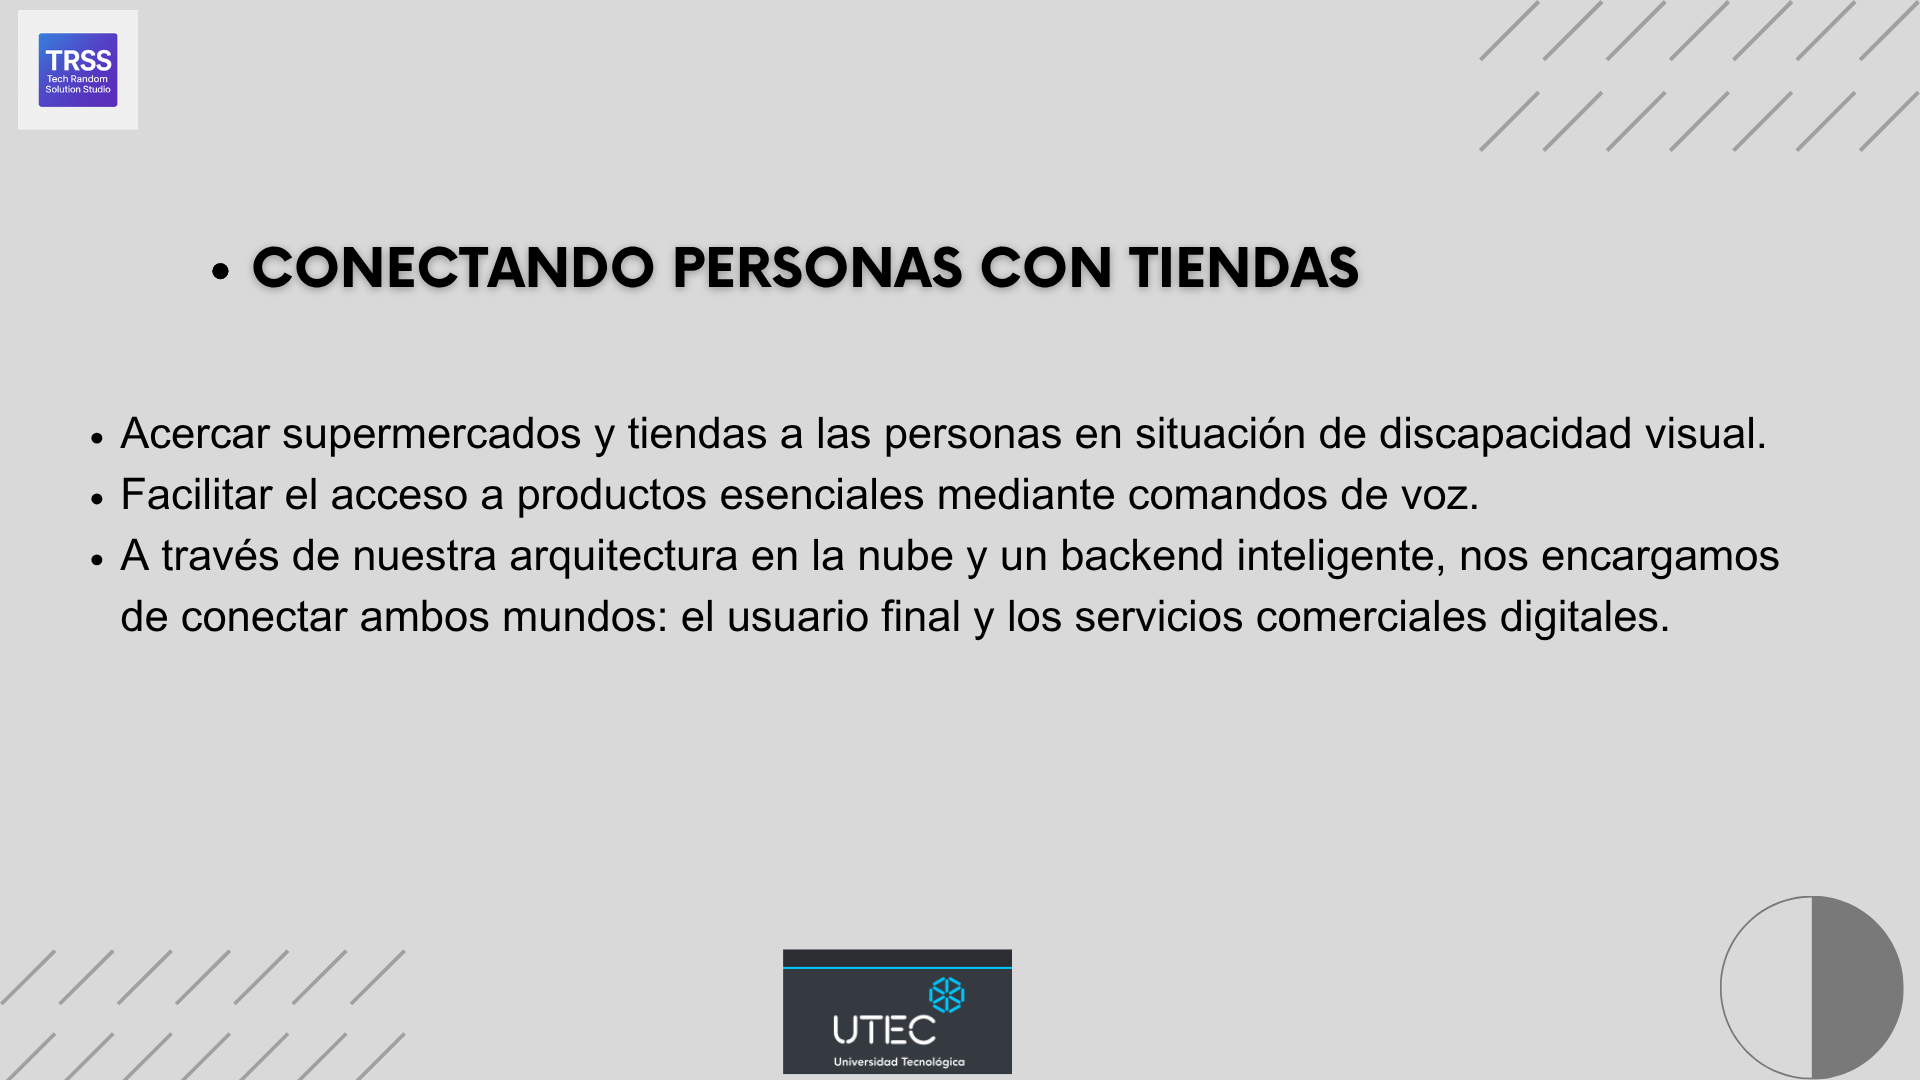 TRSS
Tech Random
Solution Studio
• CONECTANDO PERSONAS CON TIENDAS
• Acercar supermercados y tiendas a las personas en situación de discapacidad visual.
• Facilitar el acceso a productos esenciales mediante comandos de voz.
• A través de nuestra arquitectura en la nube y un backend inteligente, nos encargamos
de conectar ambos mundos: el usuario final y los servicios comerciales digitales.
UTEC
Universidad Tecnológica